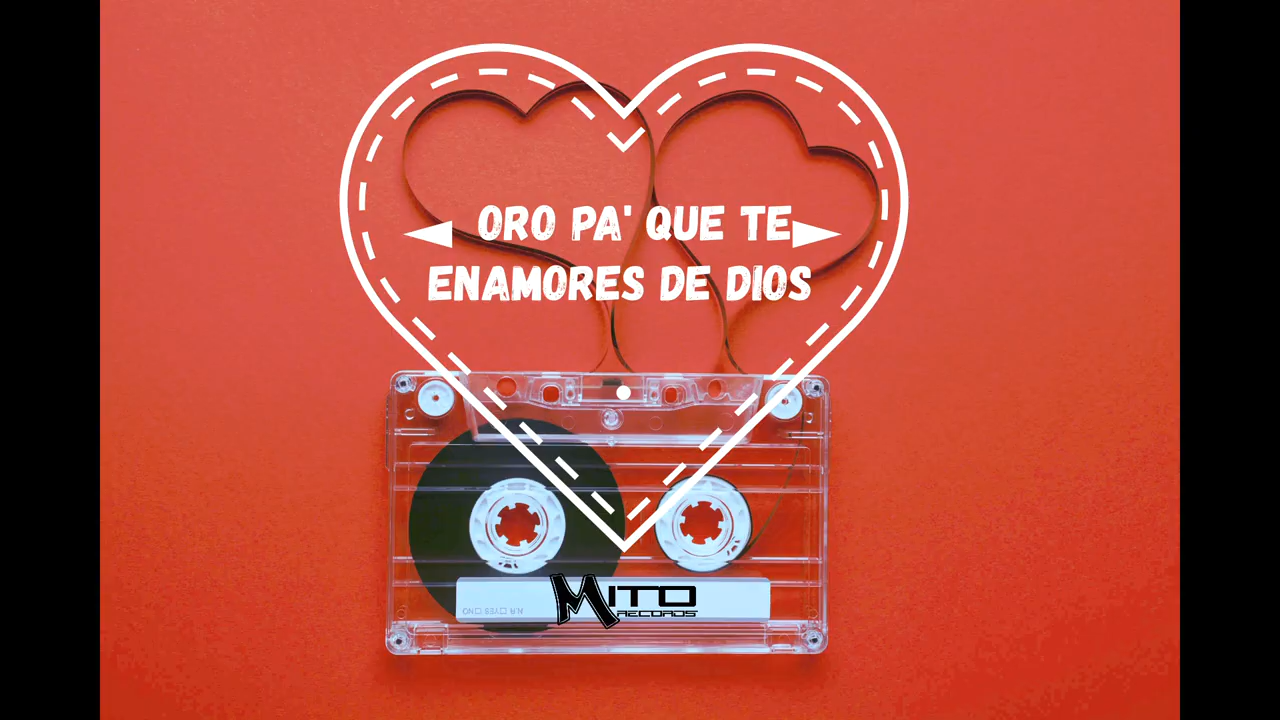 ORO PA' QUE TE
ENAMORES DE DIOS
MITO
RECORDS